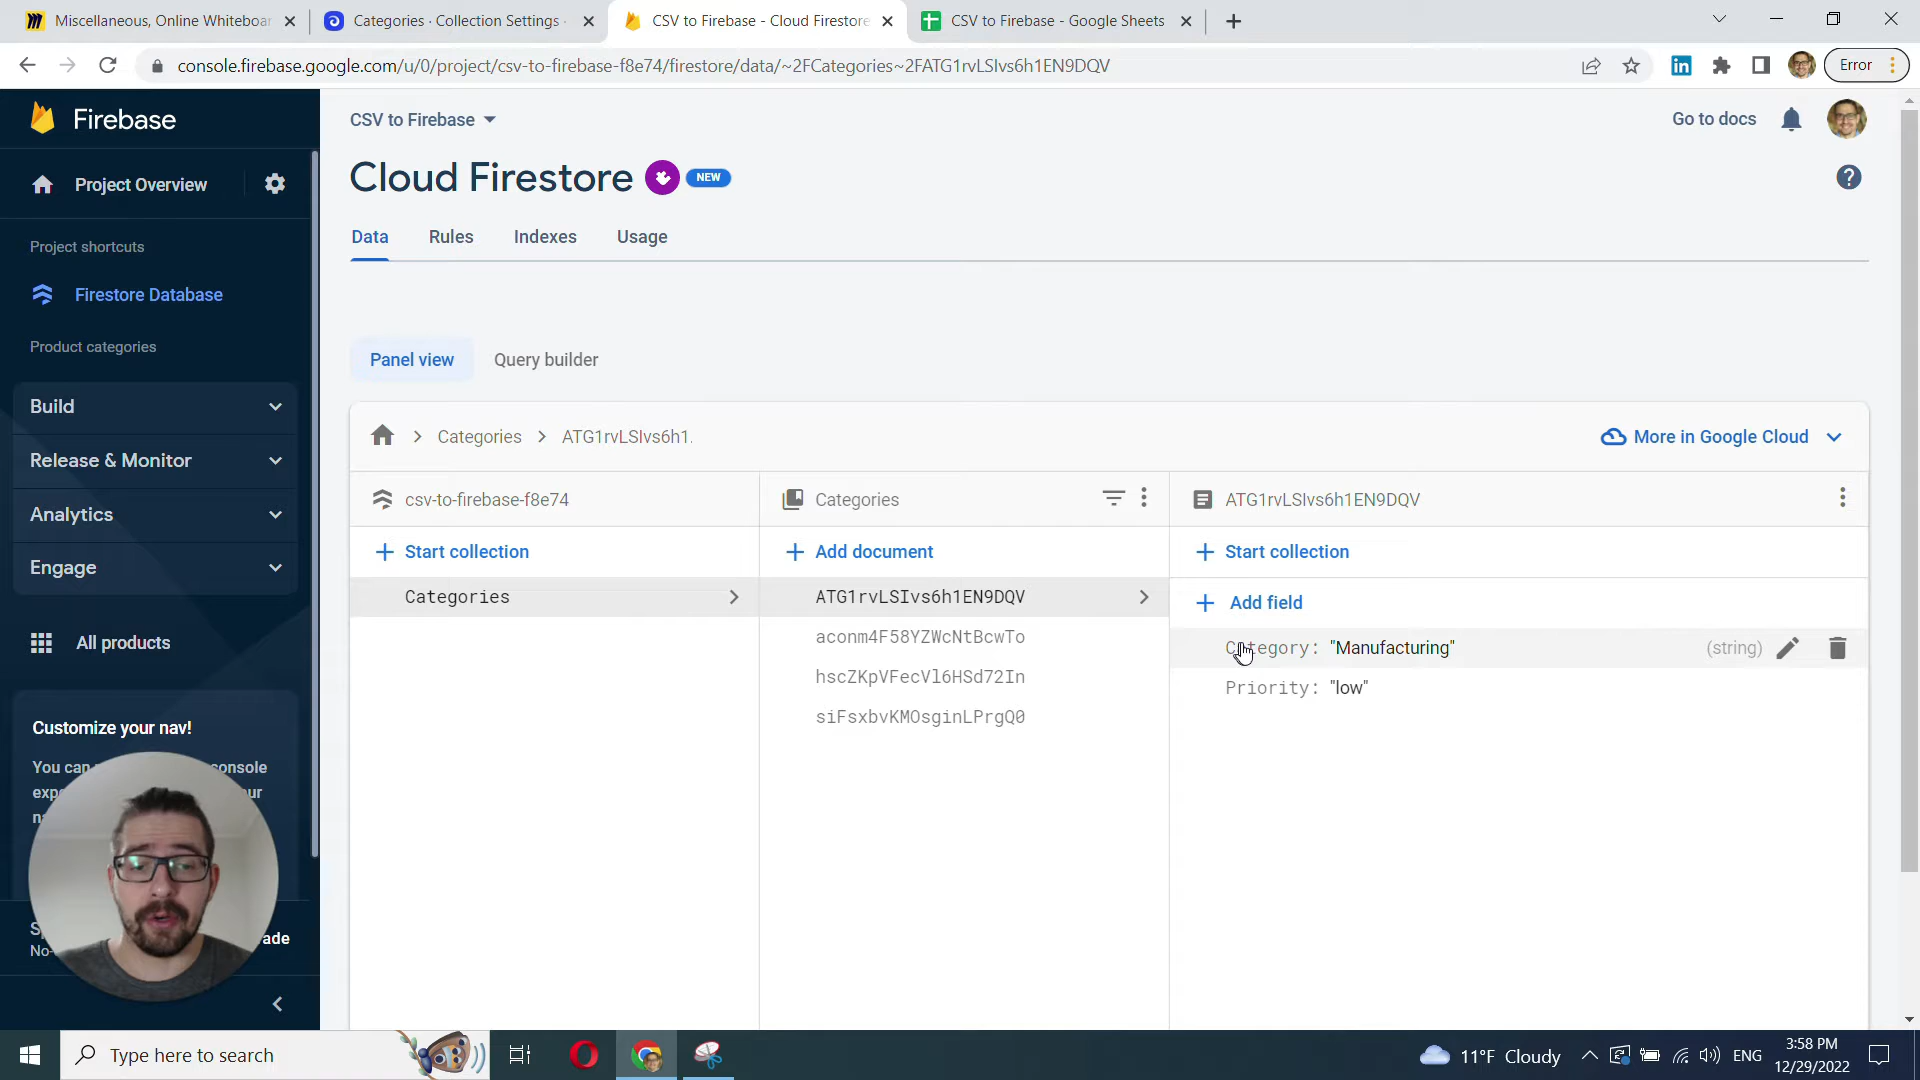 Miscellaneous, Online Whiteboar
Categories · Collection Settings ·
CSV to Firebase - Cloud Firestore
CSV to Firebase - Google Sheets
console.firebase.google.com/u/0/project/csv-to-firebase-f8e74/firestore/data/~2FCategories~2FATG1rvLSIvs6h1EN9DQV
Error
Firebase
CSV to Firebase
Go to docs
Project Overview
Cloud Firestore
NEW
Project shortcuts
Data
Rules
Indexes
Usage
Firestore Database
Product categories
Panel view
Query builder
Build
Categories
ATG1rvLSIvs6h1.
More in Google Cloud
Release & Monitor
csv-to-firebase-f8e74
Categories
ATG1rvLSIvs6h1EN9DQV
Analytics
Start collection
Add document
Start collection
Engage
Categories
ATG1rvLSIvs6h1EN9DQV
Add field
aconm4F58YZWcNtBcwTo
Category: "Manufacturing"
(string)
All products
hscZKpVFecVl6HSd72In
Priority: "low"
siFsxbvKMOsginLPrgQ0
Customize your nav!
You can
console
exp
ur
na
S
No-
ade
Type here to search
11°F Cloudy
ENG
3:58 PM
12/29/2022